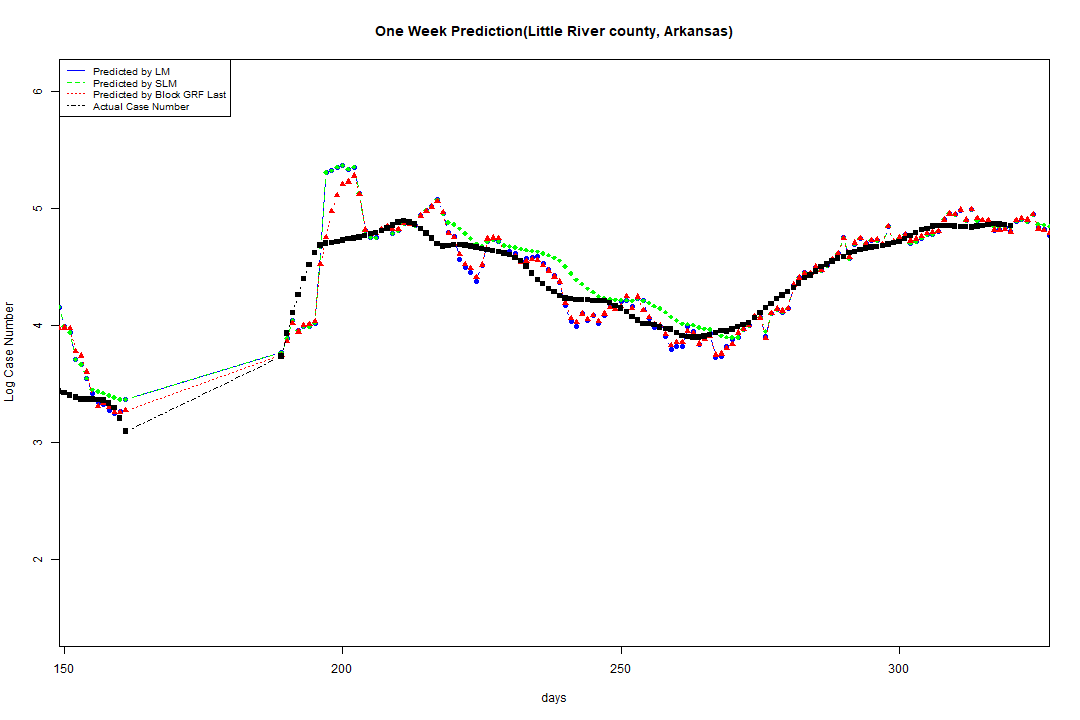 One Week Prediction(Little River county, Arkansas)
Predicted by LM
Predicted by SLM
Predicted by Block GRF Last
Actual Case Number
6
5
4
3
2
Log Case Number
150 200 250 300
days